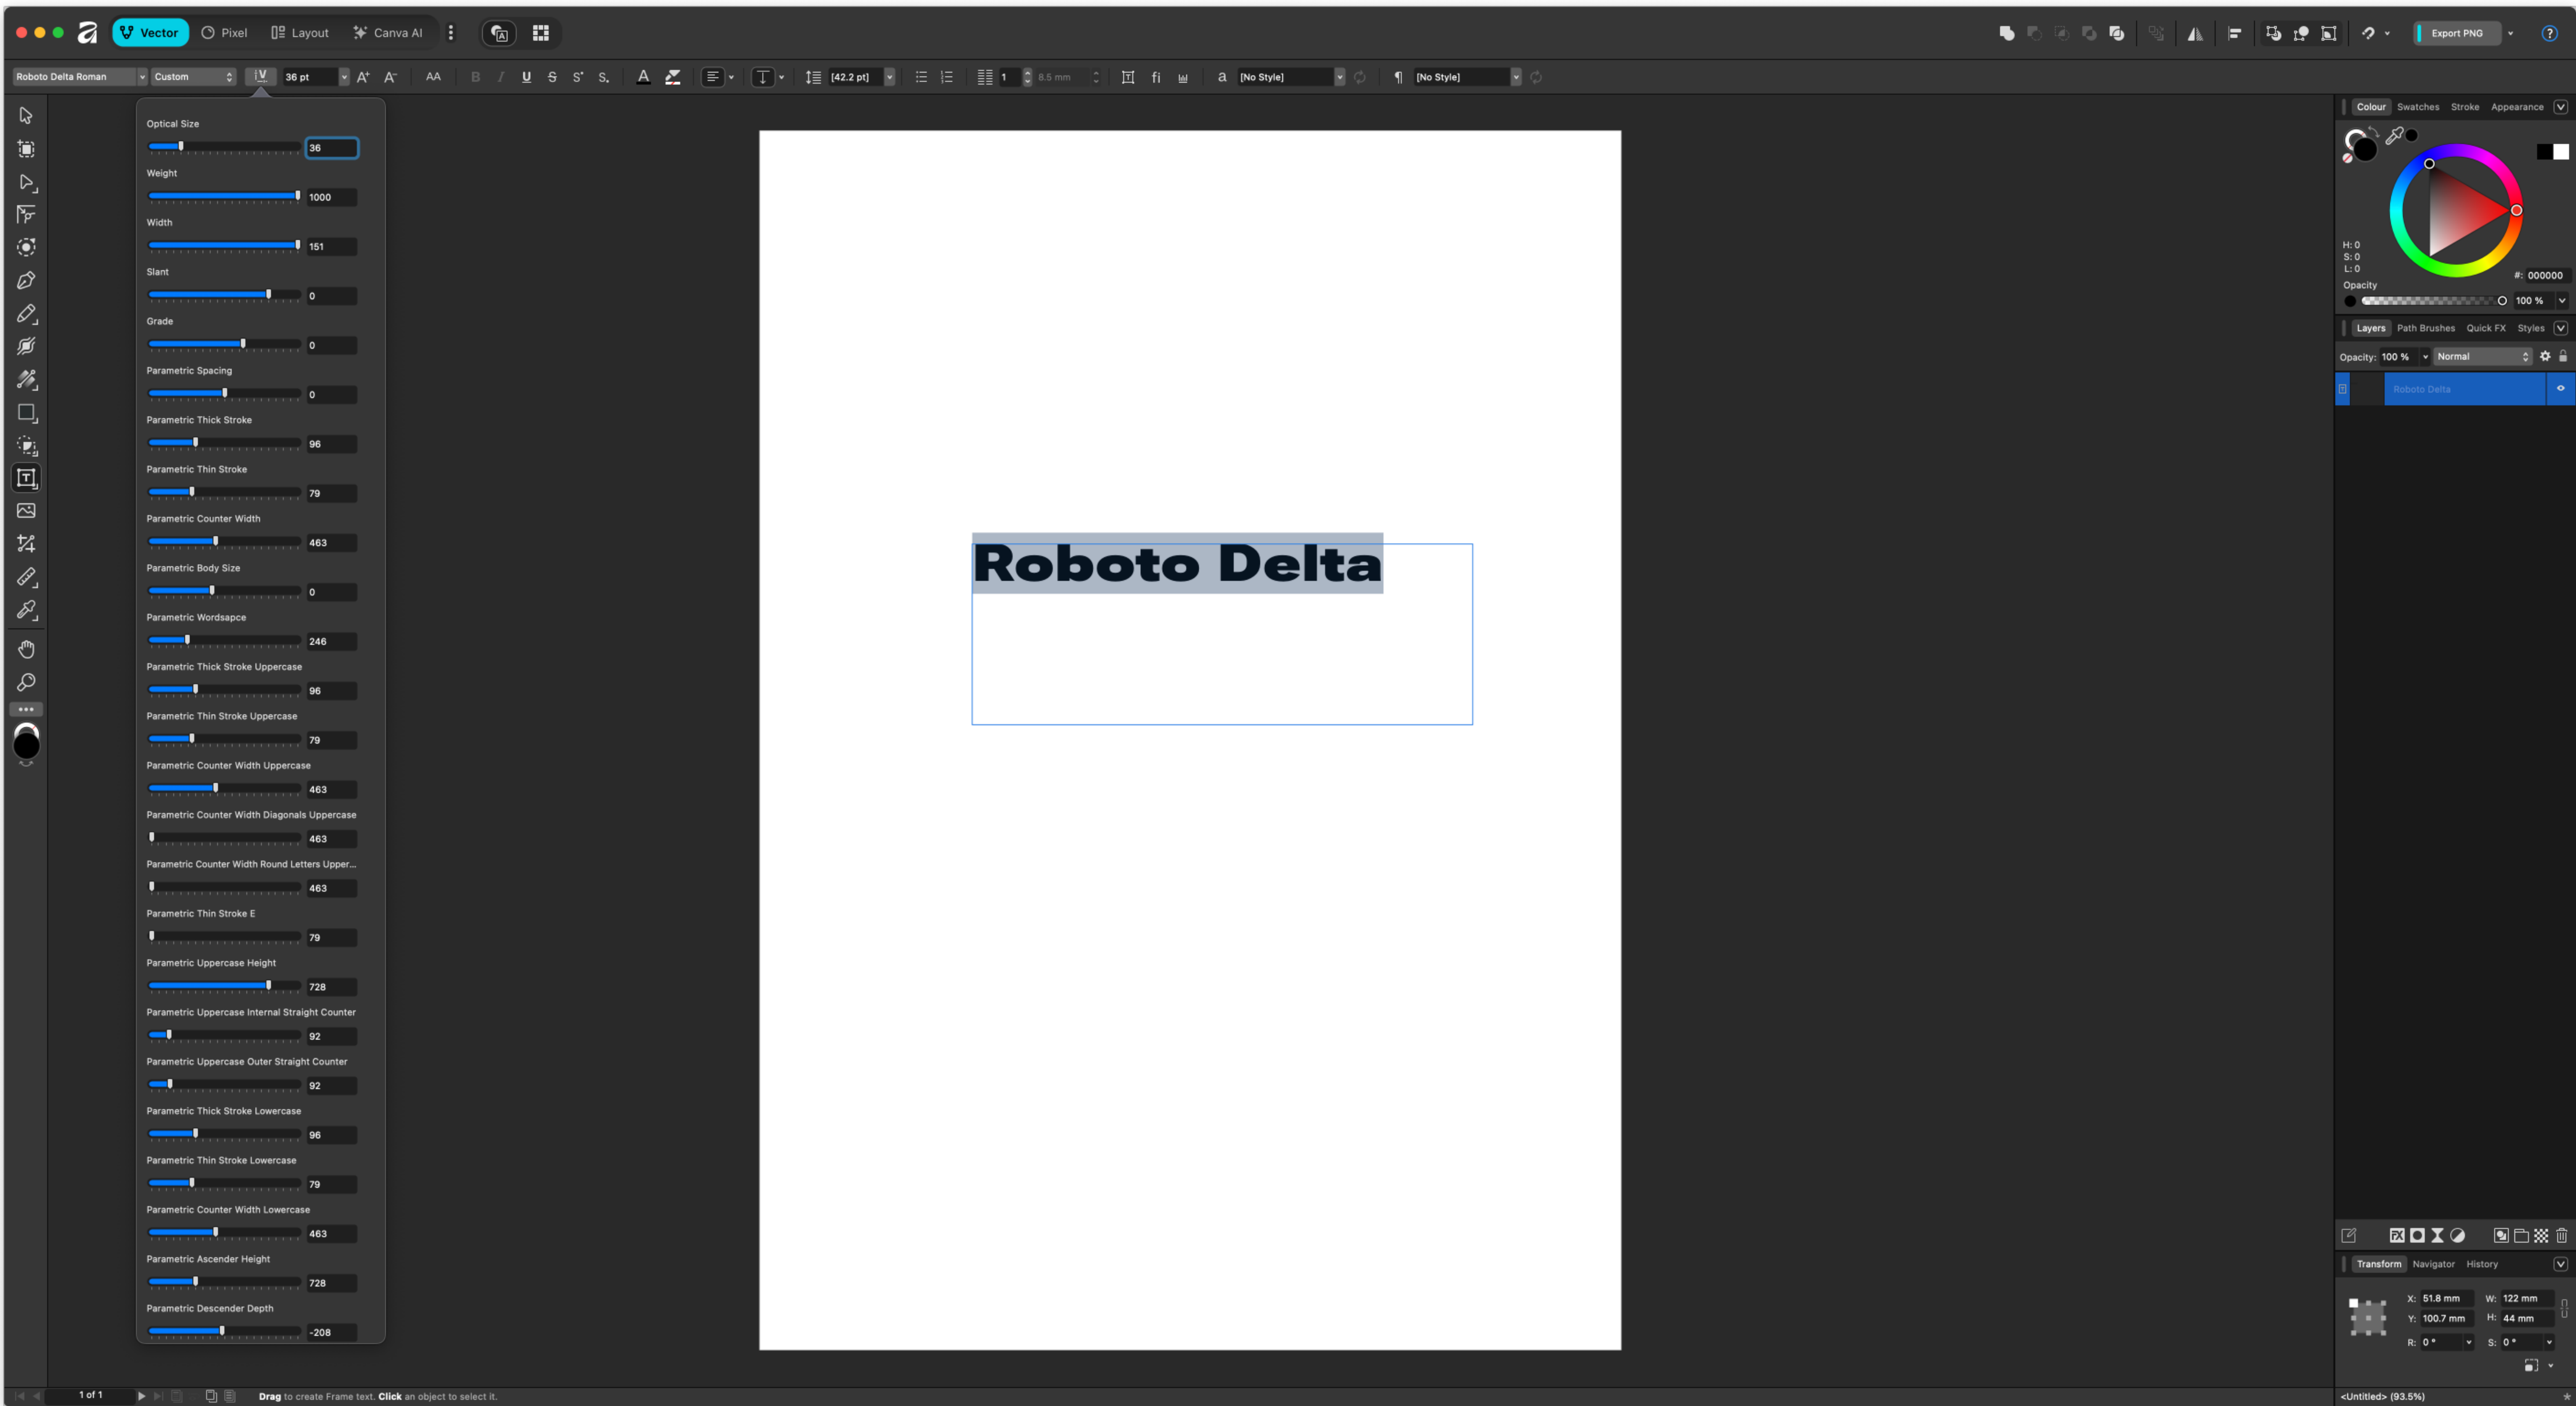 Vector Pixel Layout Canva AI Export PNG ?
Roboto Delta Roman Custom 36 pt A+ A- AA B I U S S S A [42.2 pt] 1 8.5 mm fi a [No Style] ¶ [No Style]
Optical Size
36
Weight
1000
Width
151
Slant
0
Grade
0
Parametric Spacing
0
Parametric Thick Stroke
96
Parametric Thin Stroke
79
Parametric Counter Width
463
Parametric Body Size
0
Parametric Wordsapce
246
Parametric Thick Stroke Uppercase
96
Parametric Thin Stroke Uppercase
79
Parametric Counter Width Uppercase
463
Parametric Counter Width Diagonals Uppercase
463
Parametric Counter Width Round Letters Upper...
463
Parametric Thin Stroke E
79
Parametric Uppercase Height
728
Parametric Uppercase Internal Straight Counter
92
Parametric Uppercase Outer Straight Counter
92
Parametric Thick Stroke Lowercase
96
Parametric Thin Stroke Lowercase
79
Parametric Counter Width Lowercase
463
Parametric Ascender Height
728
Parametric Descender Depth
-208
Roboto Delta
Colour Swatches Stroke Appearance
H: 0
S: 0
L: 0
#: 000000
Opacity
100 %
Layers Path Brushes Quick FX Styles
Opacity: 100 % Normal
Roboto Delta
Transform Navigator History
X: 51.8 mm W: 122 mm
Y: 100.7 mm H: 44 mm
R: 0 ° S: 0 °
1 of 1 Drag to create Frame text. Click an object to select it.
<Untitled> (93.5%)